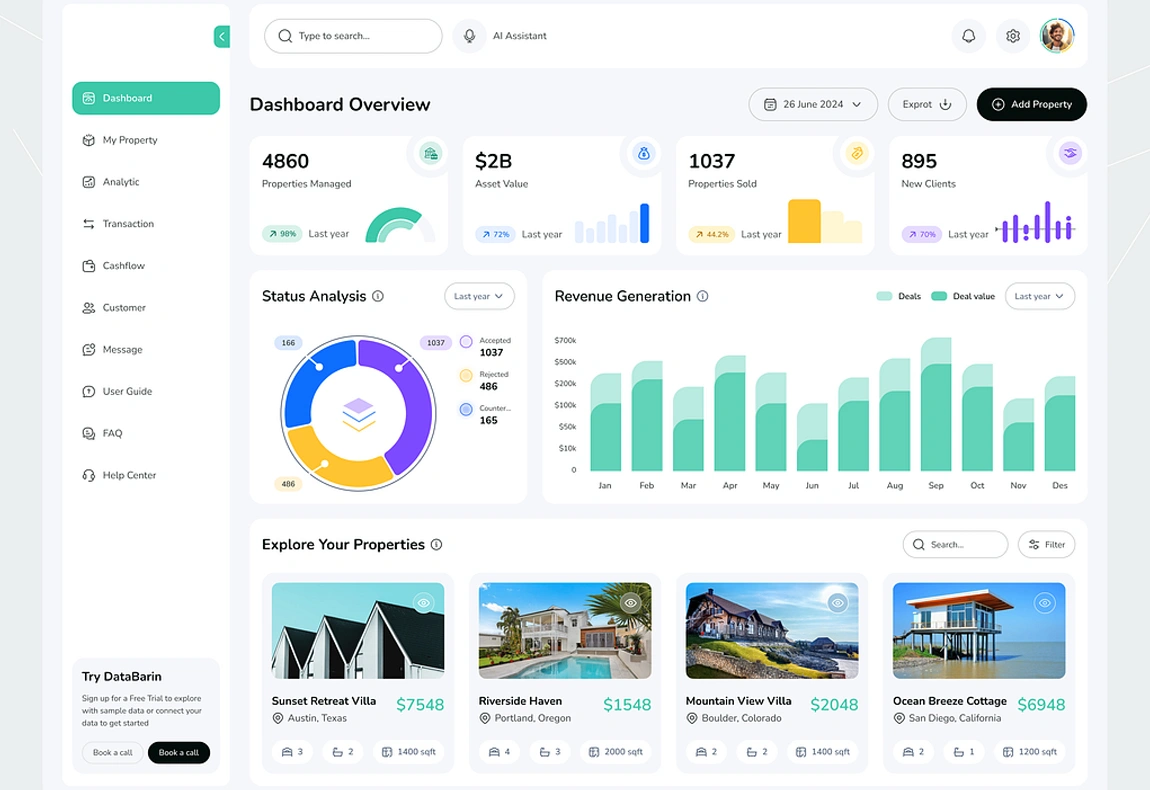 Type to search...
AI Assistant
Dashboard
My Property
Analytic
Transaction
Cashflow
Customer
Message
User Guide
FAQ
Help Center
Try DataBarin
Sign up for a Free Trial to explore
with sample data or connect your
data to get started
Book a call
Book a call
Dashboard Overview
26 June 2024
Exprot
Add Property
4860
Properties Managed
98%
Last year
$2B
Asset Value
72%
Last year
1037
Properties Sold
44.2%
Last year
895
New Clients
70%
Last year
Status Analysis
Last year
166
1037
486
Accepted
1037
Rejected
486
Counter...
165
Revenue Generation
Deals
Deal value
Last year
$700k
$500k
$200k
$100k
$50k
$10k
0
Jan Feb Mar Apr May Jun Jul Aug Sep Oct Nov Des
Explore Your Properties
Search...
Filter
Sunset Retreat Villa
$7548
Austin, Texas
3 2 1400 sqft
Riverside Haven
$1548
Portland, Oregon
4 3 2000 sqft
Mountain View Villa
$2048
Boulder, Colorado
2 2 1400 sqft
Ocean Breeze Cottage
$6948
San Diego, California
2 1 1200 sqft